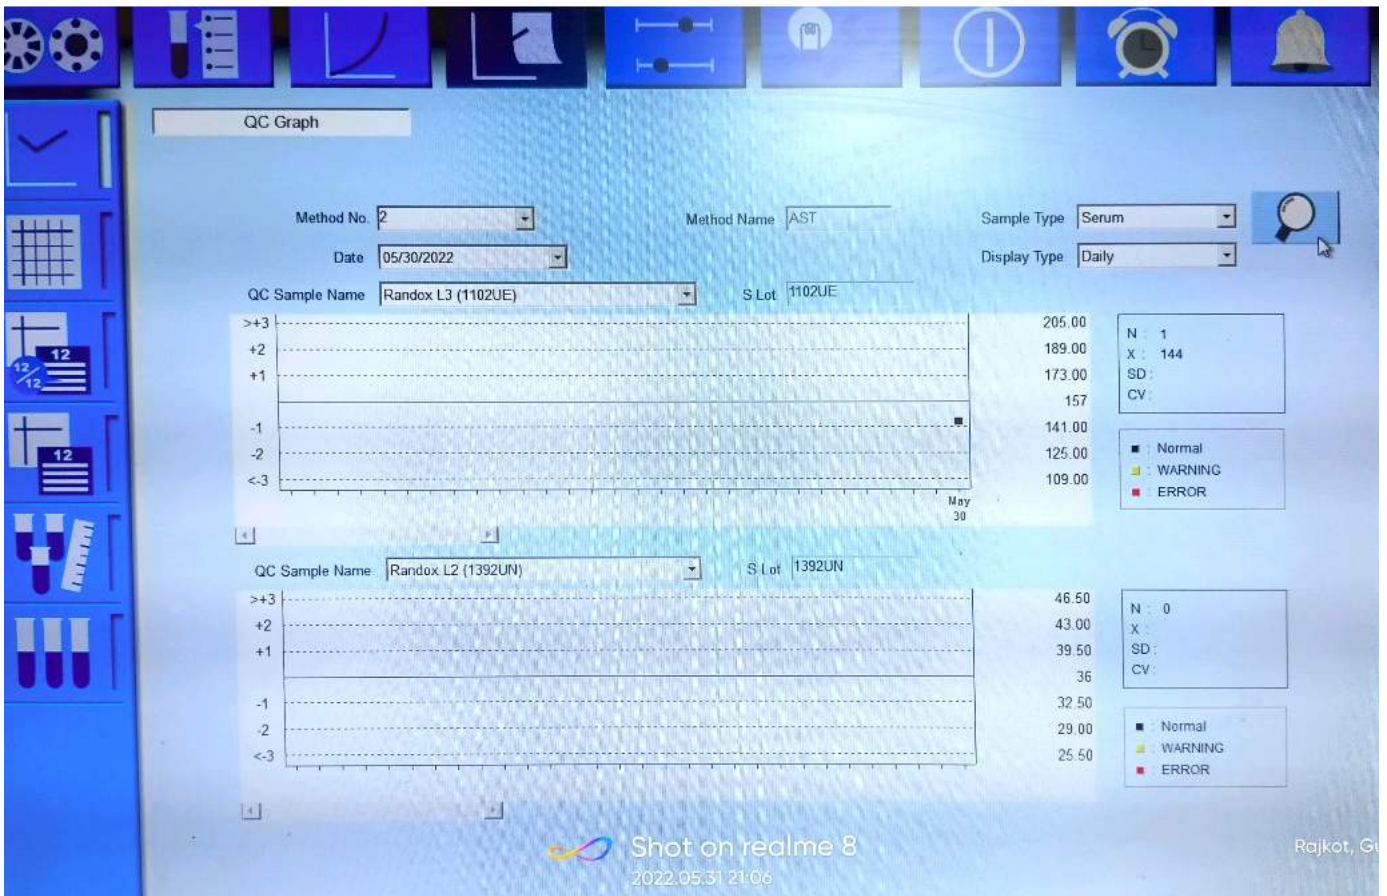 QC Graph
Method No. 2
Method Name AST
Sample Type Serum
Date 05/30/2022
Display Type Daily
QC Sample Name Randox L3 (1102UE)
S Lot 1102UE
>+3 205.00
+2 189.00
+1 173.00
157
-1 141.00
-2 125.00
<-3 109.00
May
30
N : 1
X : 144
SD :
CV :
: Normal
: WARNING
: ERROR
QC Sample Name Randox L2 (1392UN)
S Lot 1392UN
>+3 46.50
+2 43.00
+1 39.50
36
-1 32.50
-2 29.00
<-3 25.50
N : 0
X :
SD :
CV :
: Normal
: WARNING
: ERROR
12
12/12
12
Shot on realme 8
2022.05.31 21:06
Rajkot, Gu